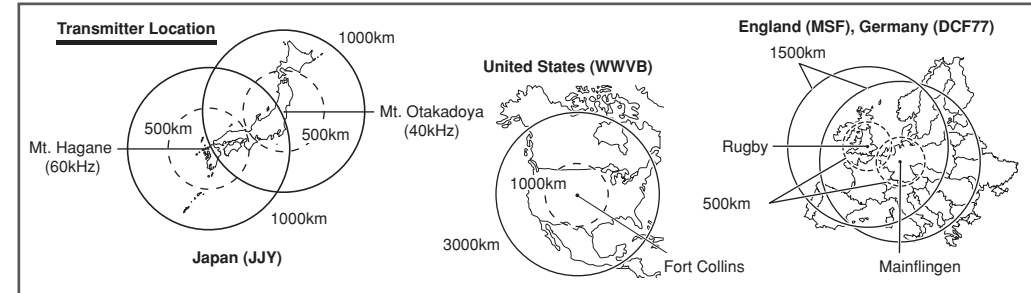 Transmitter Location
1000km
500km
Mt. Otakadoya
(40kHz)
500km
Mt. Hagane
(60kHz)
1000km
Japan (JJY)
United States (WWVB)
1000km
3000km
Fort Collins
England (MSF), Germany (DCF77)
1500km
Rugby
500km
Mainflingen